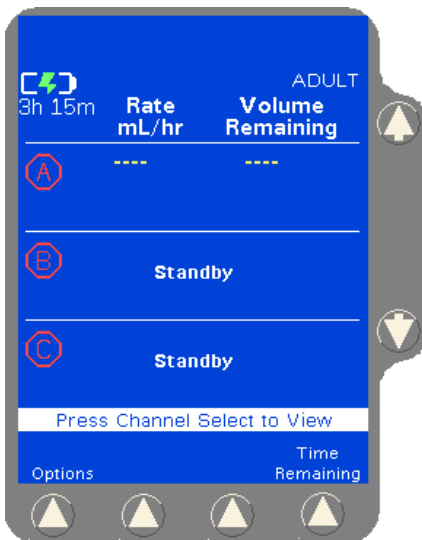 ADULT
3h 15m Rate Volume
mL/hr Remaining
A ---- ----
B Standby
C Standby
Press Channel Select to View
Time
Options Remaining